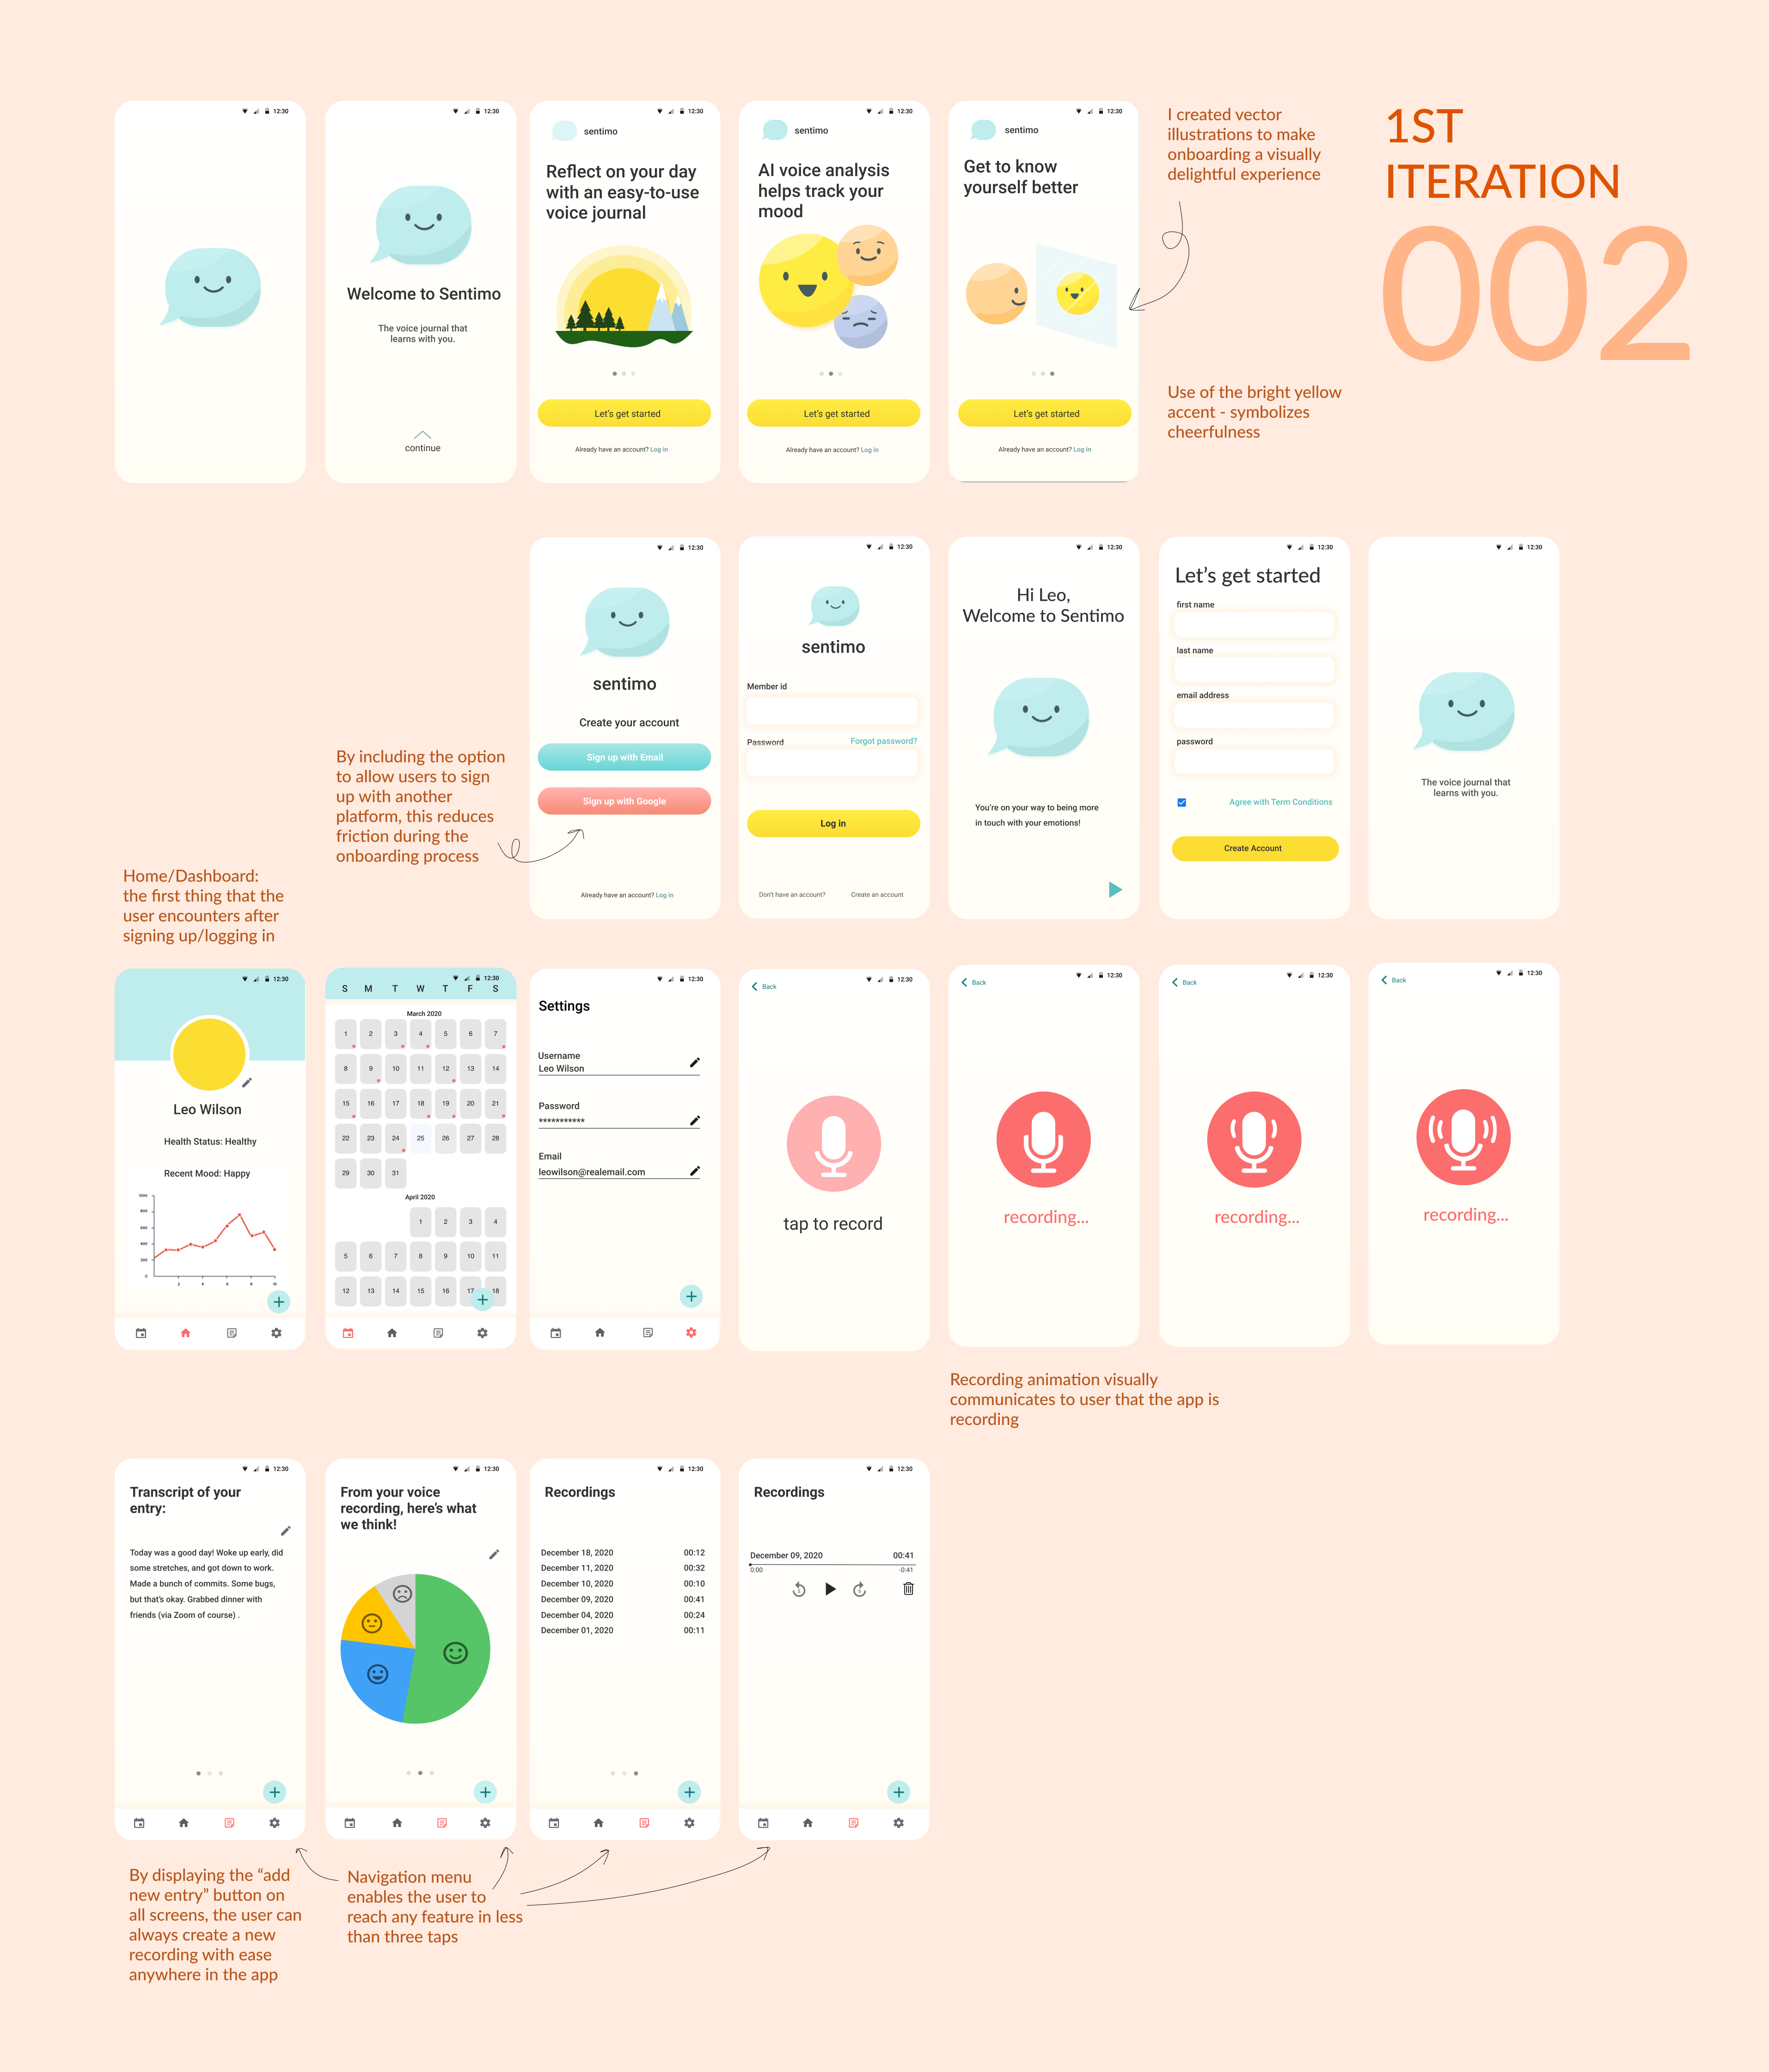 12:30
12:30
Welcome to Sentimo
The voice journal that
learns with you.
continue
12:30
sentimo
Reflect on your day
with an easy-to-use
voice journal
Let's get started
Already have an account? Log in
12:30
sentimo
AI voice analysis
helps track your
mood
Let's get started
Already have an account? Log in
12:30
sentimo
Get to know
yourself better
Let's get started
Already have an account? Log in
I created vector
illustrations to make
onboarding a visually
delightful experience
1ST
ITERATION
002
Use of the bright yellow
accent - symbolizes
cheerfulness
By including the option
to allow users to sign
up with another
platform, this reduces
friction during the
onboarding process
12:30
sentimo
Create your account
Sign up with Email
Sign up with Google
Already have an account? Log in
12:30
sentimo
Member id
Password Forgot password?
Log in
Don't have an account? Create an account
12:30
Hi Leo,
Welcome to Sentimo
You're on your way to being more
in touch with your emotions!
12:30
Let's get started
first name
last name
email address
password
Agree with Term Conditions
Create Account
12:30
The voice journal that
learns with you.
Home/Dashboard:
the first thing that the
user encounters after
signing up/logging in
12:30
Leo Wilson
Health Status: Healthy
Recent Mood: Happy
1000
800
600
400
200
0
2 4 6 8 10
12:30
S M T W T F S
March 2020
1 2 3 4 5 6 7
8 9 10 11 12 13 14
15 16 17 18 19 20 21
22 23 24 25 26 27 28
29 30 31
April 2020
1 2 3 4
5 6 7 8 9 10 11
12 13 14 15 16 17 18
12:30
Settings
Username
Leo Wilson
Password
***********
Email
leowilson@realemail.com
12:30
Back
tap to record
12:30
Back
recording...
12:30
Back
recording...
12:30
Back
recording...
Recording animation visually
communicates to user that the app is
recording
12:30
Transcript of your
entry:
Today was a good day! Woke up early, did
some stretches, and got down to work.
Made a bunch of commits. Some bugs,
but that's okay. Grabbed dinner with
friends (via Zoom of course) .
12:30
From your voice
recording, here's what
we think!
12:30
Recordings
December 18, 2020 00:12
December 11, 2020 00:32
December 10, 2020 00:10
December 09, 2020 00:41
December 04, 2020 00:24
December 01, 2020 00:11
12:30
Recordings
December 09, 2020 00:41
0:00 -0:41
By displaying the “add
new entry” button on
all screens, the user can
always create a new
recording with ease
anywhere in the app
Navigation menu
enables the user to
reach any feature in less
than three taps